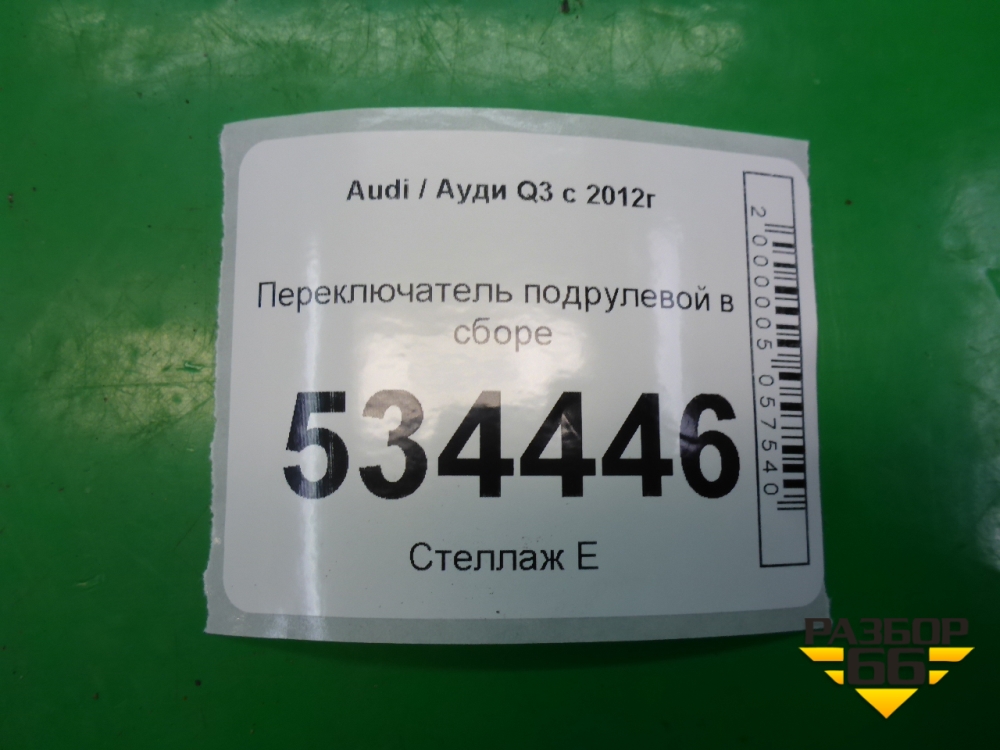 Audi / Ауди Q3 с 2012г
Переключатель подрулевой в
сборе
534446
Стеллаж Е
2000005057540
РАЗБОР
66